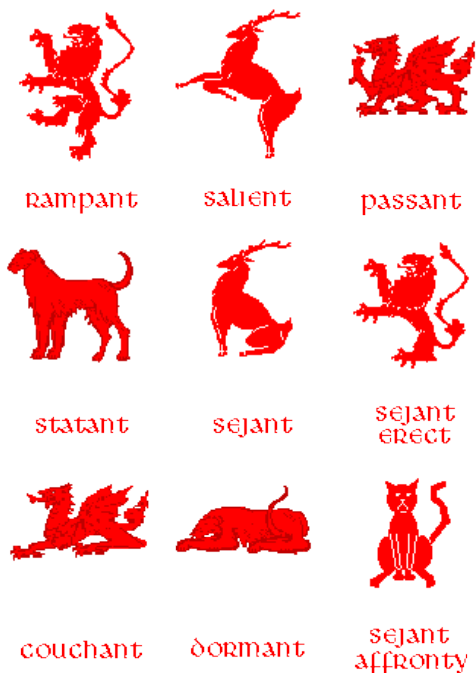 rampant
salient
passant
statant
sejant
sejant
erect
couchant
dormant
sejant
affronty